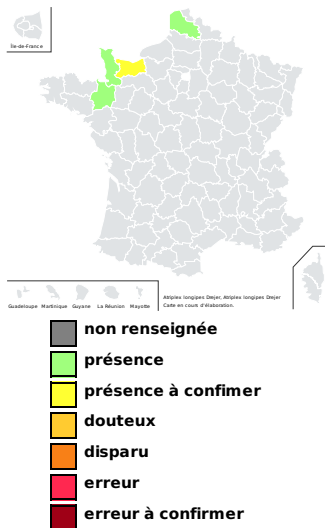 Île-de-France
Guadeloupe Martinique Guyane La Réunion Mayotte
Atriplex longipes Drejer, Atriplex longipes Drejer
Carte en cours d'élaboration.
non renseignée
présence
présence à confimer
douteux
disparu
erreur
erreur à confirmer